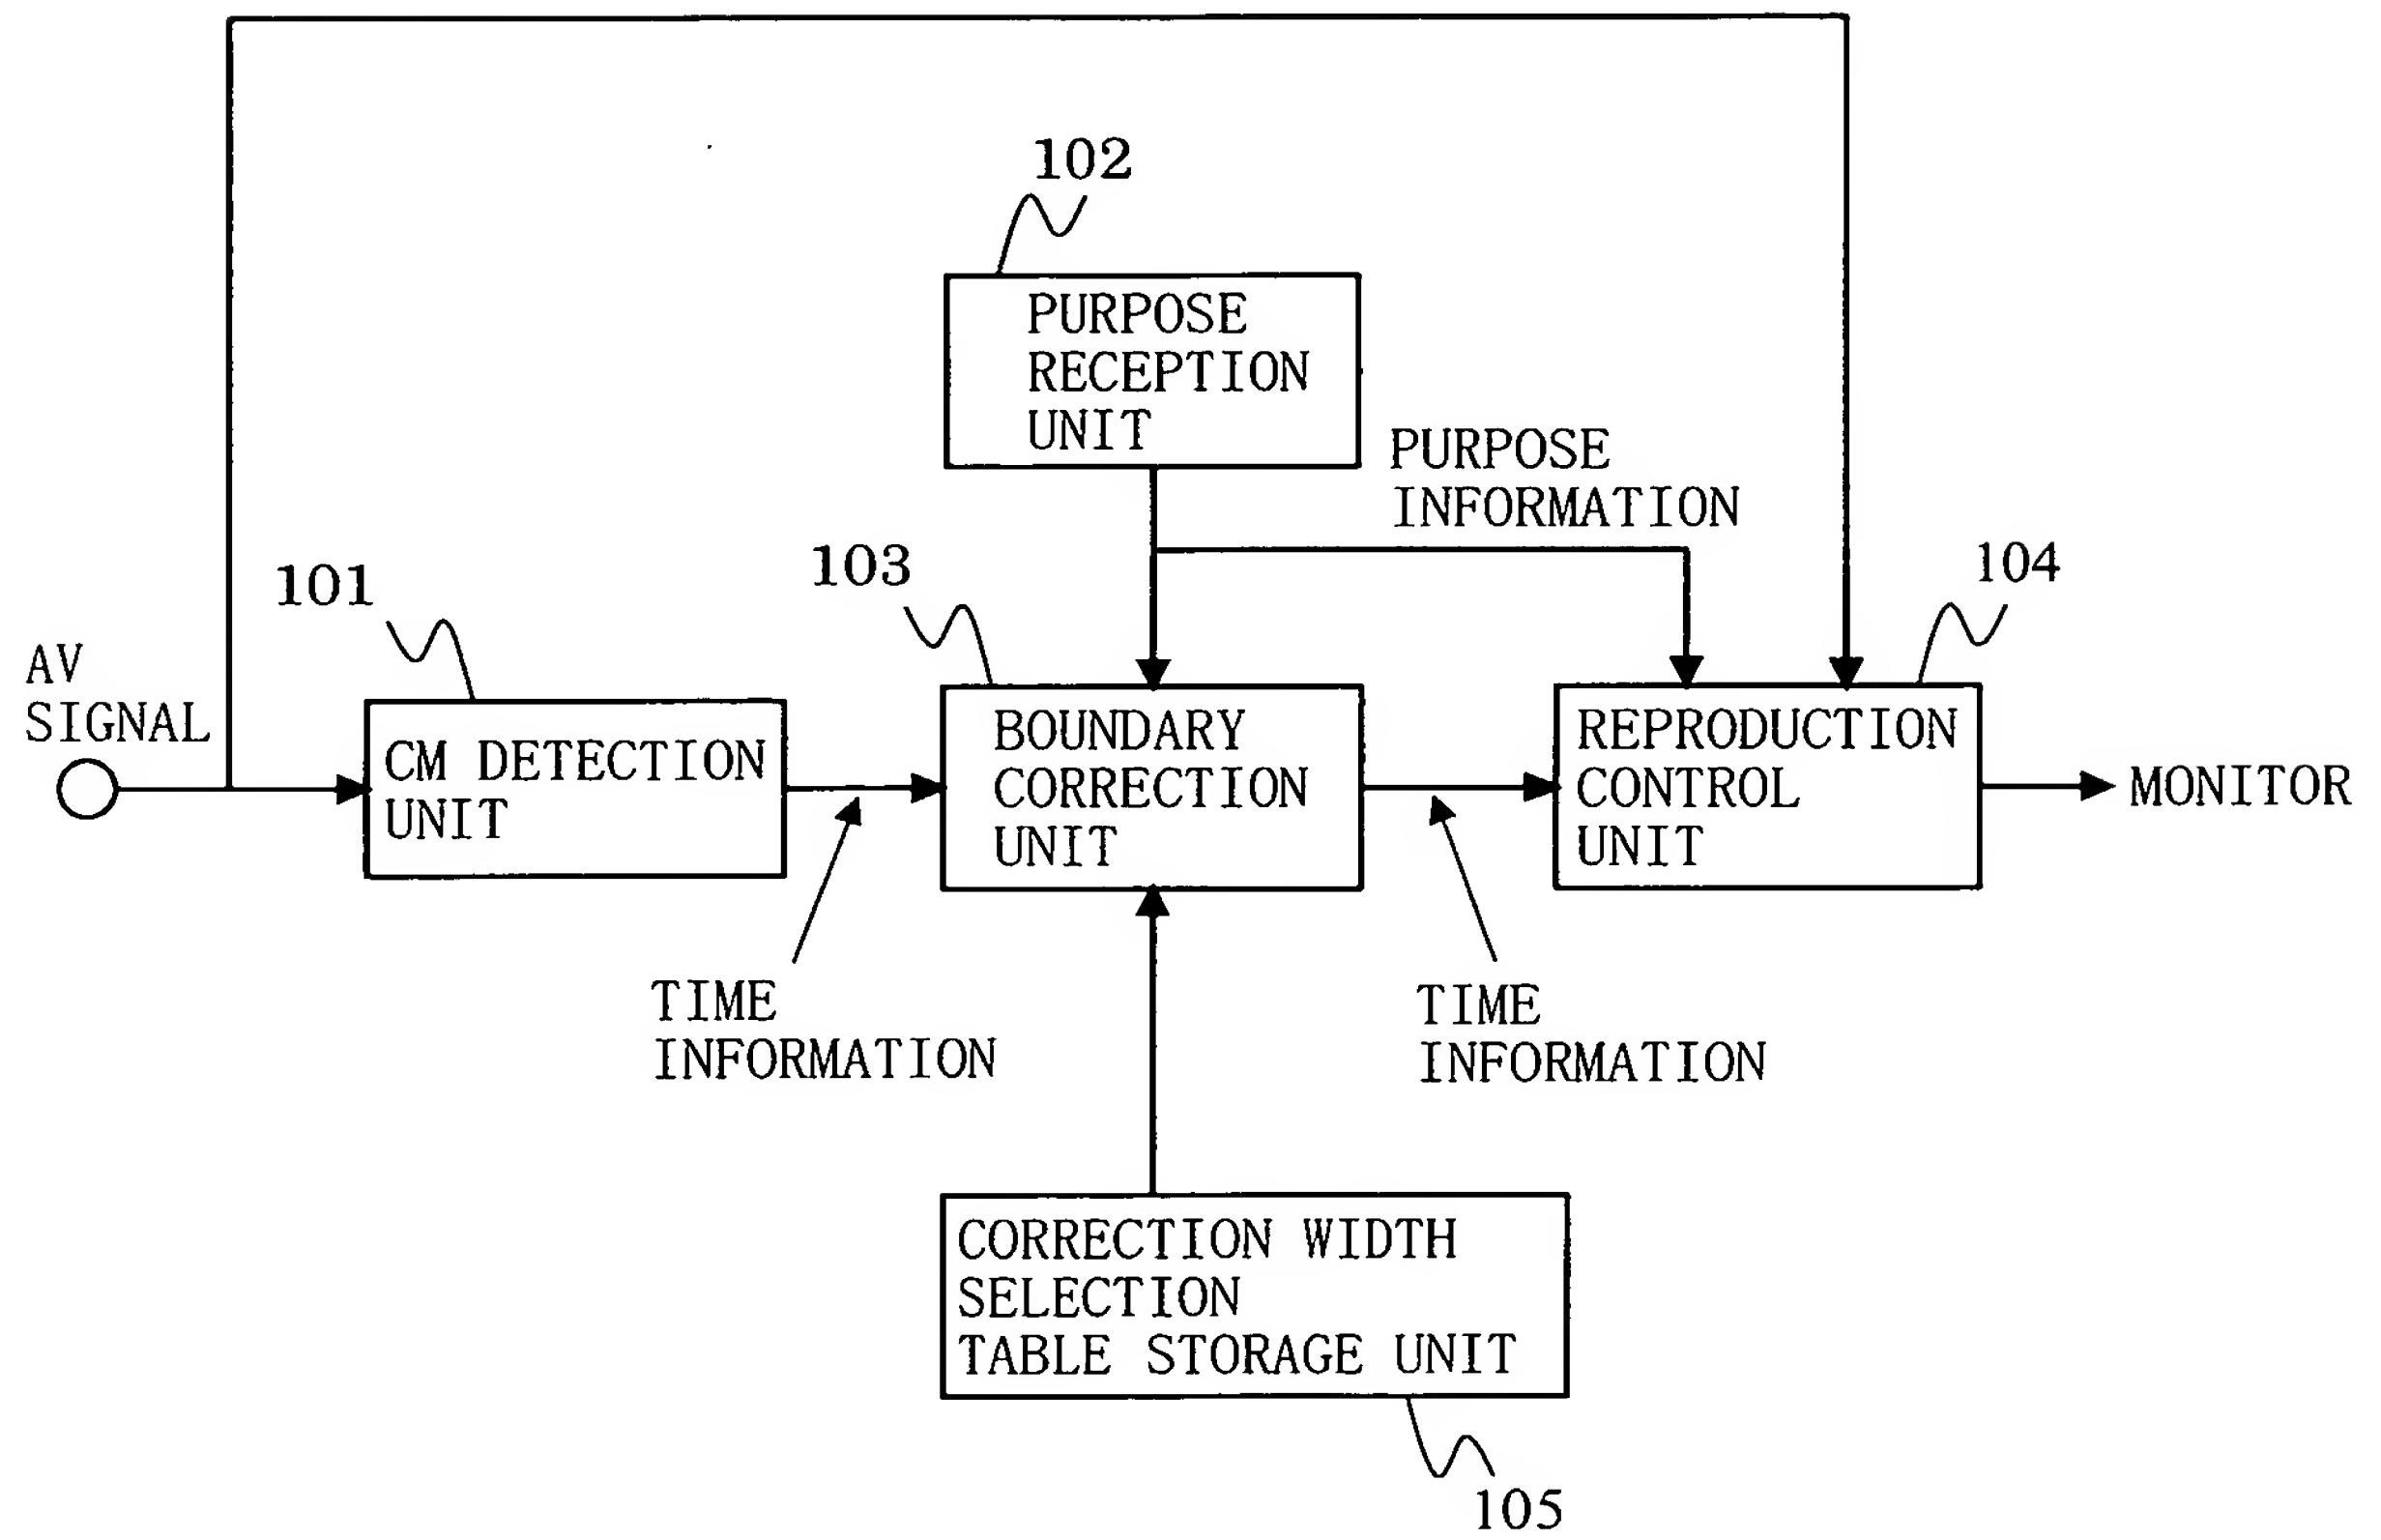 102
PURPOSE
RECEPTION
UNIT
PURPOSE
INFORMATION
101
103
104
AV
SIGNAL
CM DETECTION
UNIT
BOUNDARY
CORRECTION
UNIT
REPRODUCTION
CONTROL
UNIT
MONITOR
TIME
INFORMATION
TIME
INFORMATION
CORRECTION WIDTH
SELECTION
TABLE STORAGE UNIT
105